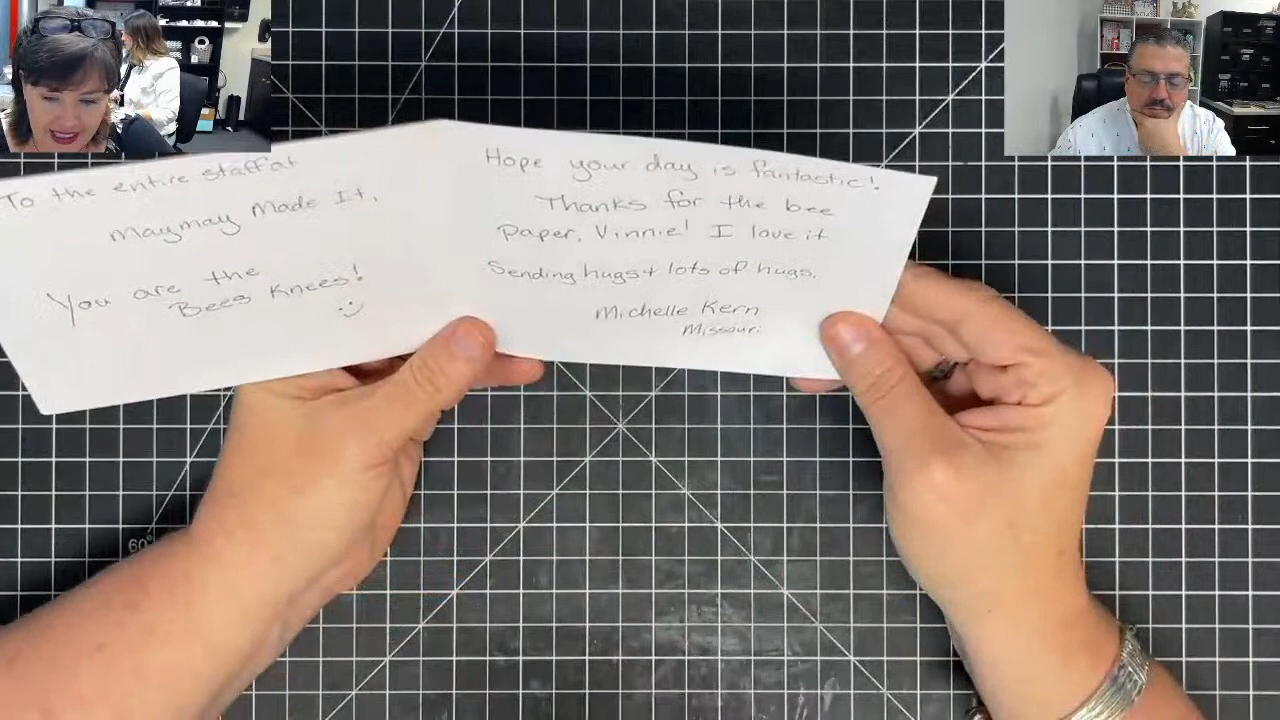 To the entire staff at
Maymay Made It,
You are the
Bees Knees!
:)
Hope your day is fantastic!
Thanks for the bee
paper, Vinnie! I love it
Sending hugs & lots of hugs,
Michelle Kern
Missouri
60°